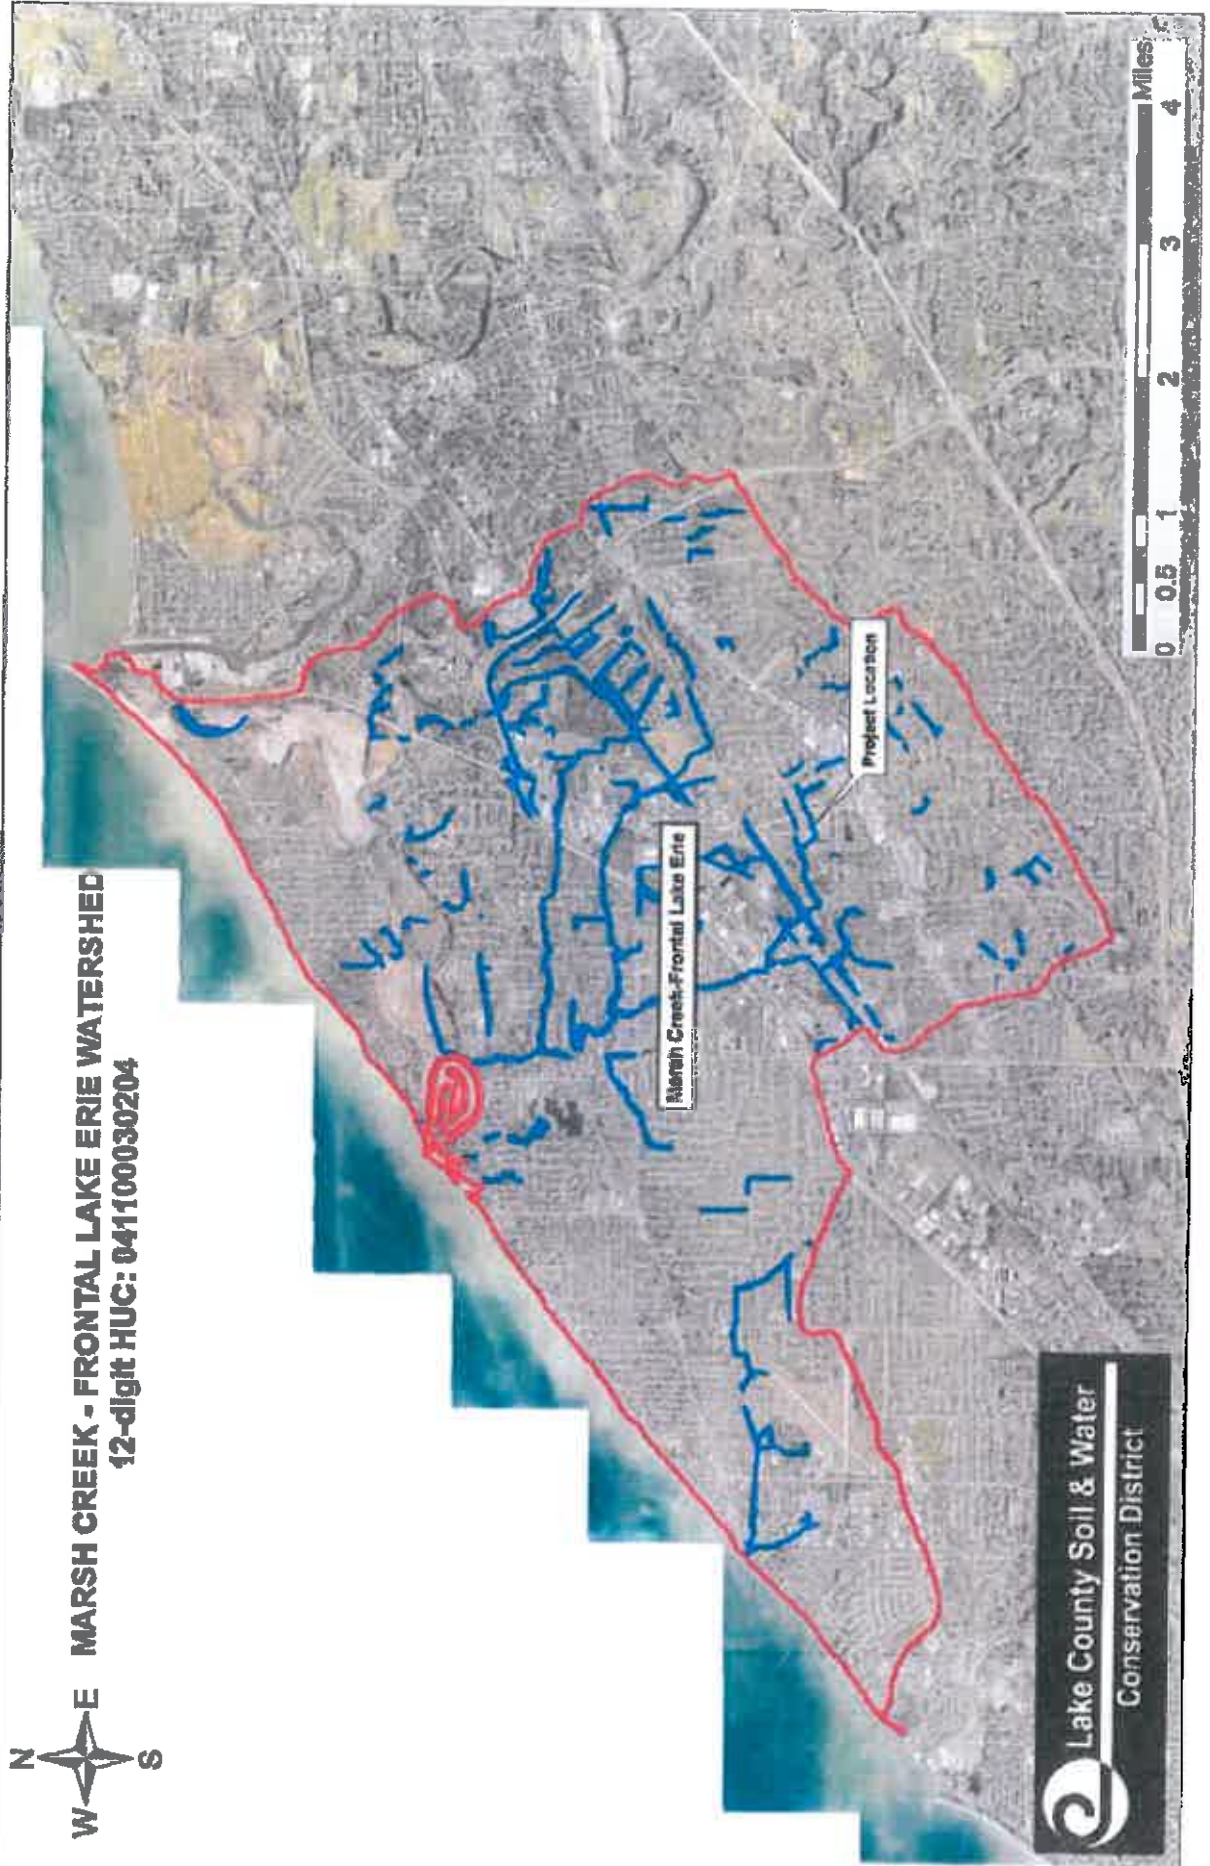 N
W E
S
MARSH CREEK - FRONTAL LAKE ERIE WATERSHED
12-digit HUC: 04110030204
Marsh Creek-Frontal Lake Erie
Project Location
Lake County Soil & Water
Conservation District
0 0.5 1 2 3 4
Miles